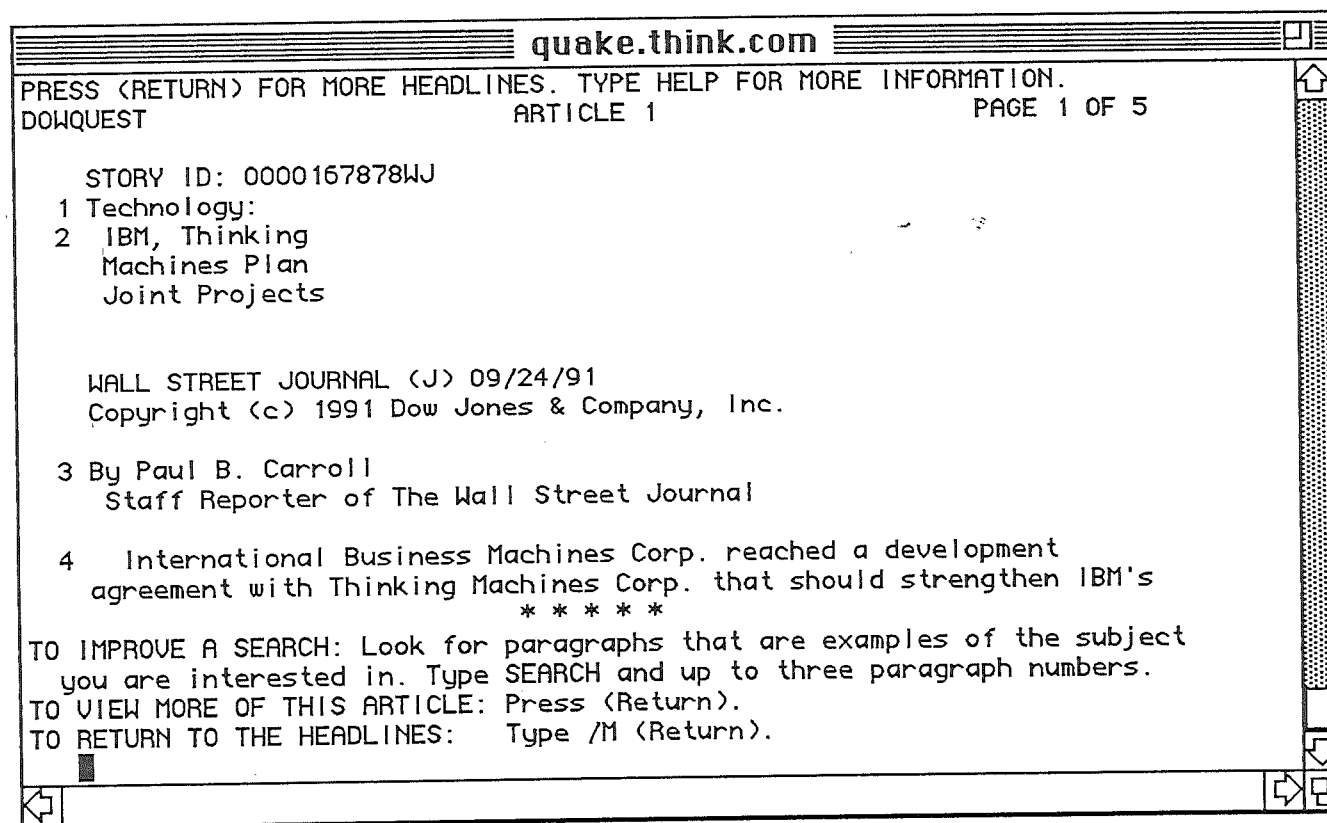 quake.think.com
PRESS (RETURN) FOR MORE HEADLINES. TYPE HELP FOR MORE INFORMATION.
DOWQUEST ARTICLE 1 PAGE 1 OF 5
STORY ID: 0000167878WJ
1 Technology:
2 IBM, Thinking
Machines Plan
Joint Projects
WALL STREET JOURNAL (J) 09/24/91
Copyright (c) 1991 Dow Jones & Company, Inc.
3 By Paul B. Carroll
Staff Reporter of The Wall Street Journal
4 International Business Machines Corp. reached a development
agreement with Thinking Machines Corp. that should strengthen IBM's
* * * * *
TO IMPROVE A SEARCH: Look for paragraphs that are examples of the subject
you are interested in. Type SEARCH and up to three paragraph numbers.
TO VIEW MORE OF THIS ARTICLE: Press (Return).
TO RETURN TO THE HEADLINES: Type /M (Return).